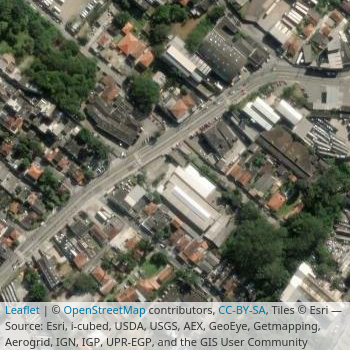 Leaflet | © OpenStreetMap contributors, CC-BY-SA, Tiles © Esri —
Source: Esri, i-cubed, USDA, USGS, AEX, GeoEye, Getmapping,
Aerogrid, IGN, IGP, UPR-EGP, and the GIS User Community